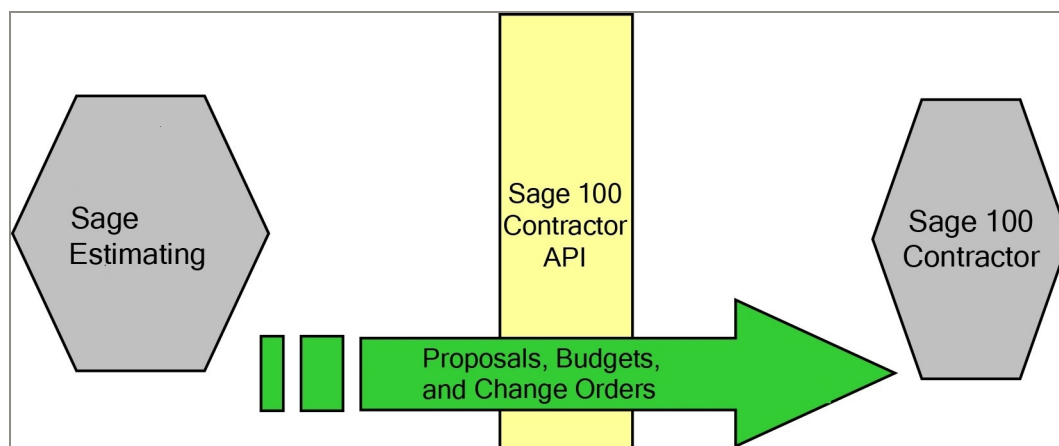 Sage
Estimating
Sage 100
Contractor
API
Sage 100
Contractor
Proposals, Budgets,
and Change Orders